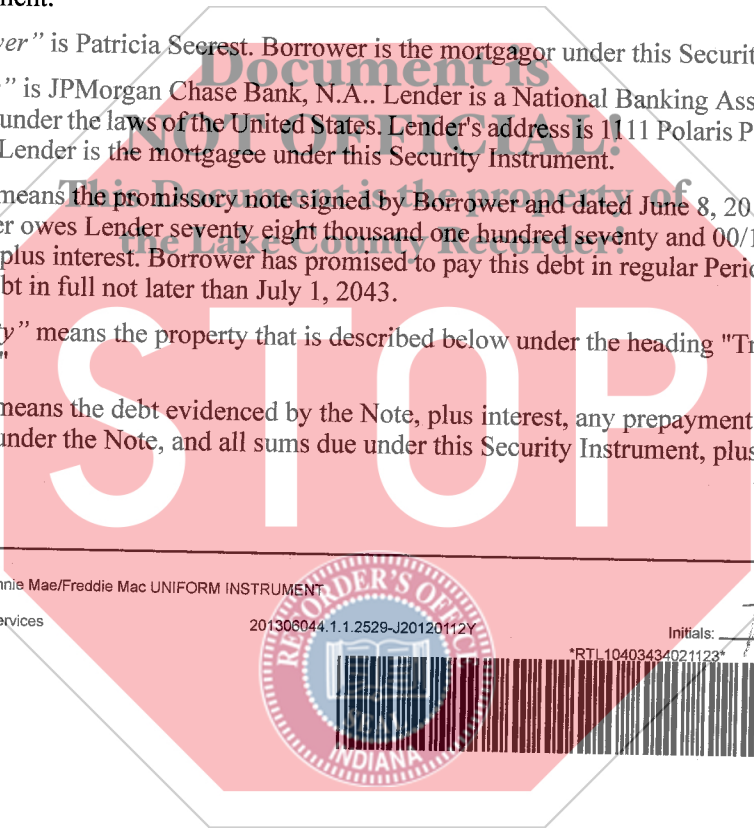 nent.
er" is Patricia Secrest. Borrower is the mortgagor under this Securit
Document is
" is JPMorgan Chase Bank, N.A.. Lender is a National Banking Ass
under the laws of the United States. Lender's address is 1111 Polaris P
NOT OFFICIAL!
Lender is the mortgagee under this Security Instrument.
This Document is the property of
means the promissory note signed by Borrower and dated June 8, 20
er owes Lender seventy eight thousand one hundred seventy and 00/1
the Lake County Recorder!
plus interest. Borrower has promised to pay this debt in regular Peri
bt in full not later than July 1, 2043.
y" means the property that is described below under the heading "Tr
"
means the debt evidenced by the Note, plus interest, any prepayment
under the Note, and all sums due under this Security Instrument, plus
STOP
nnie Mae/Freddie Mac UNIFORM INSTRUMENT
ervices
201306044.1.1.2529-J20120112Y
Initials:
*RTL10403434021123*
RECORDER'S OFFICE
SEAL
INDIANA